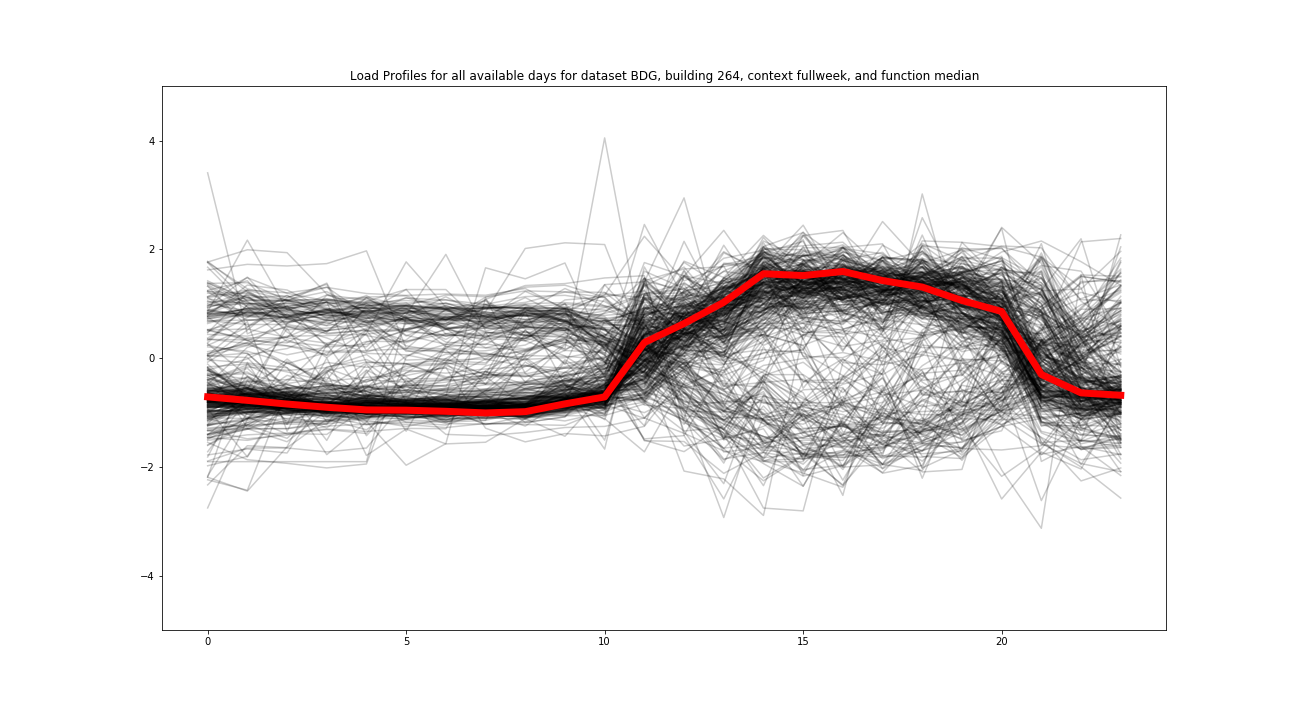 Load Profiles for all available days for dataset BDG, building 264, context fullweek, and function median
4
2
0
−2
−4
0 5 10 15 20